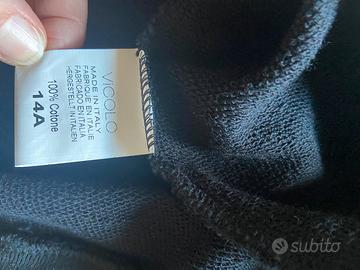 VICOLO
MADE IN ITALY
FABRIQUE EN ITALIE
FABRICADO EN ITALIA
HERGESTELLT IN ITALIEN
100% Cotone
14A
subito